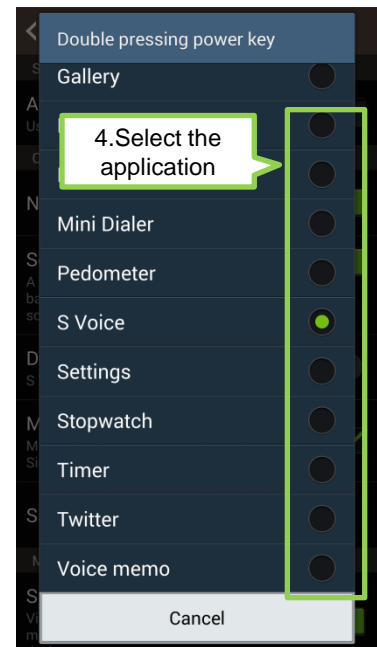 Double pressing power key
Gallery
4.Select the
application
Mini Dialer
Pedometer
S Voice
Settings
Stopwatch
Timer
Twitter
Voice memo
Cancel